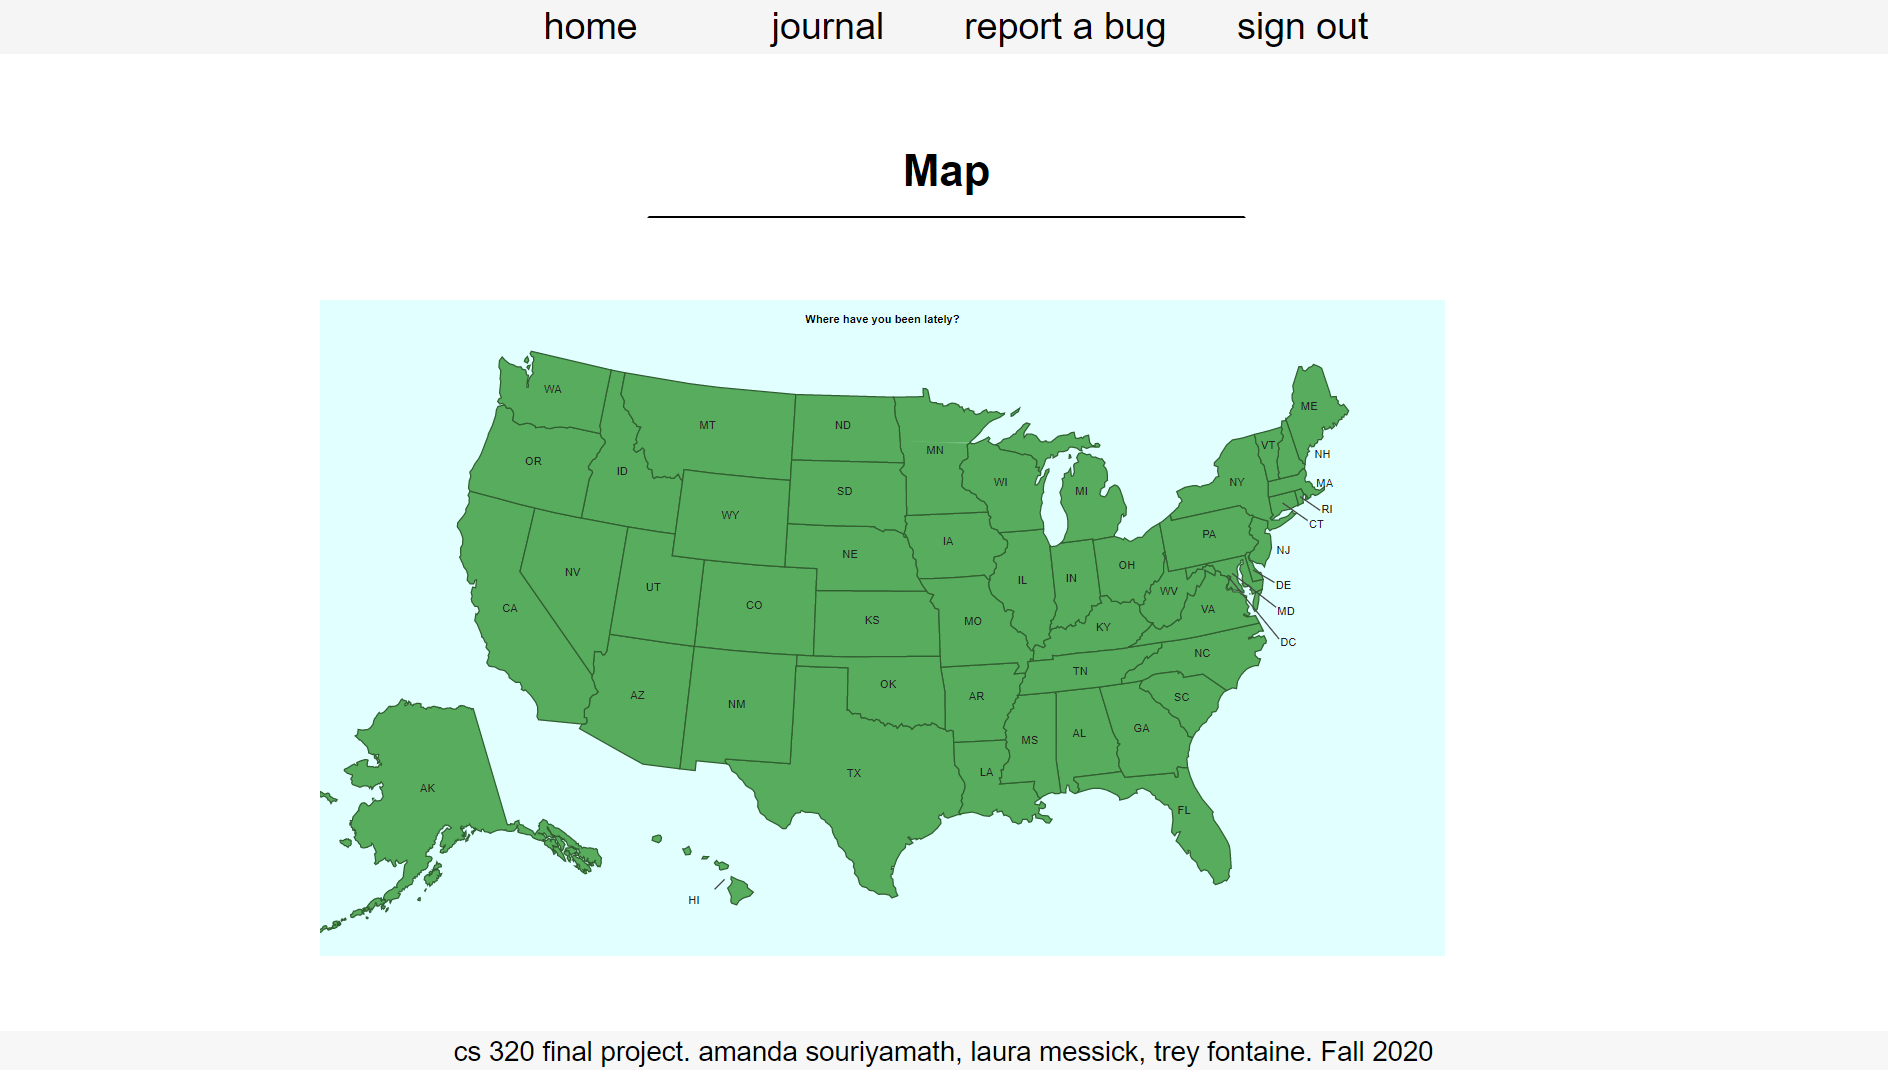 home journal report a bug sign out
Map
Where have you been lately?
WA
MT
ND
MN
ME
OR
ID
SD
WI
MI
NY
VT
NH
MA
RI
CT
WY
NE
IA
PA
NJ
NV
UT
CO
KS
MO
IL
IN
OH
WV
VA
DE
MD
DC
CA
KY
NC
TN
AZ
NM
OK
AR
SC
MS
AL
GA
TX
LA
AK
FL
HI
cs 320 final project. amanda souriyamath, laura messick, trey fontaine. Fall 2020